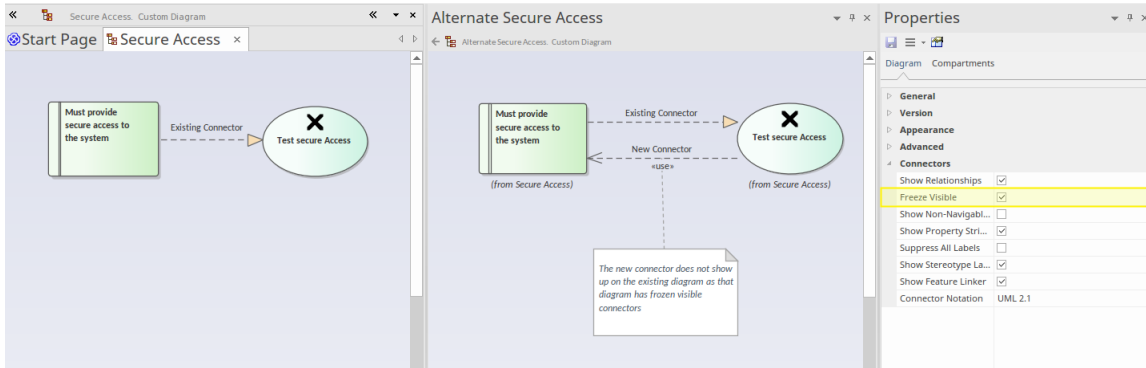 Secure Access. Custom Diagram
Start Page
Secure Access ×
Must provide
secure access to
the system
Existing Connector
Test secure Access
Alternate Secure Access
Alternate Secure Access. Custom Diagram
Must provide
secure access to
the system
Existing Connector
New Connector
«use»
Test secure Access
(from Secure Access)
(from Secure Access)
The new connector does not show
up on the existing diagram as that
diagram has frozen visible
connectors
Properties
Diagram Compartments
General
Version
Appearance
Advanced
Connectors
Show Relationships
Freeze Visible
Show Non-Navigabl...
Show Property Stri...
Suppress All Labels
Show Stereotype La...
Show Feature Linker
Connector Notation UML 2.1